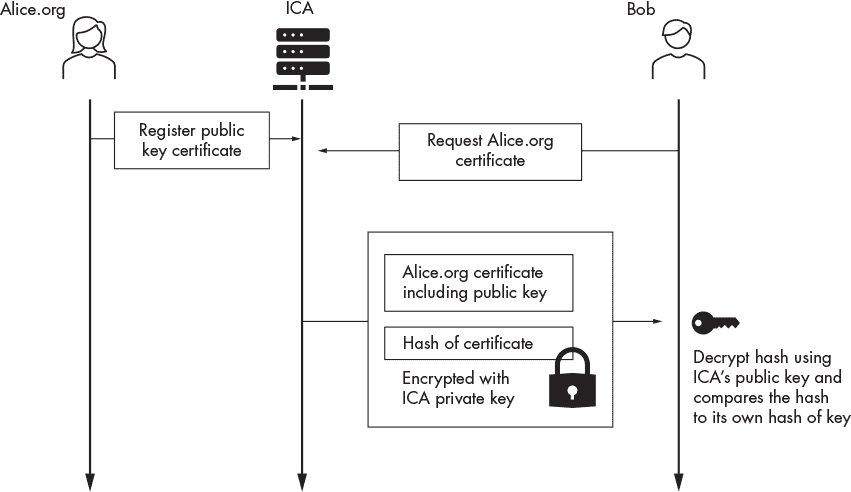 Alice.org
ICA
Bob
Register public
key certificate
Request Alice.org
certificate
Alice.org certificate
including public key
Hash of certificate
Encrypted with
ICA private key
Decrypt hash using
ICA’s public key and
compares the hash
to its own hash of key